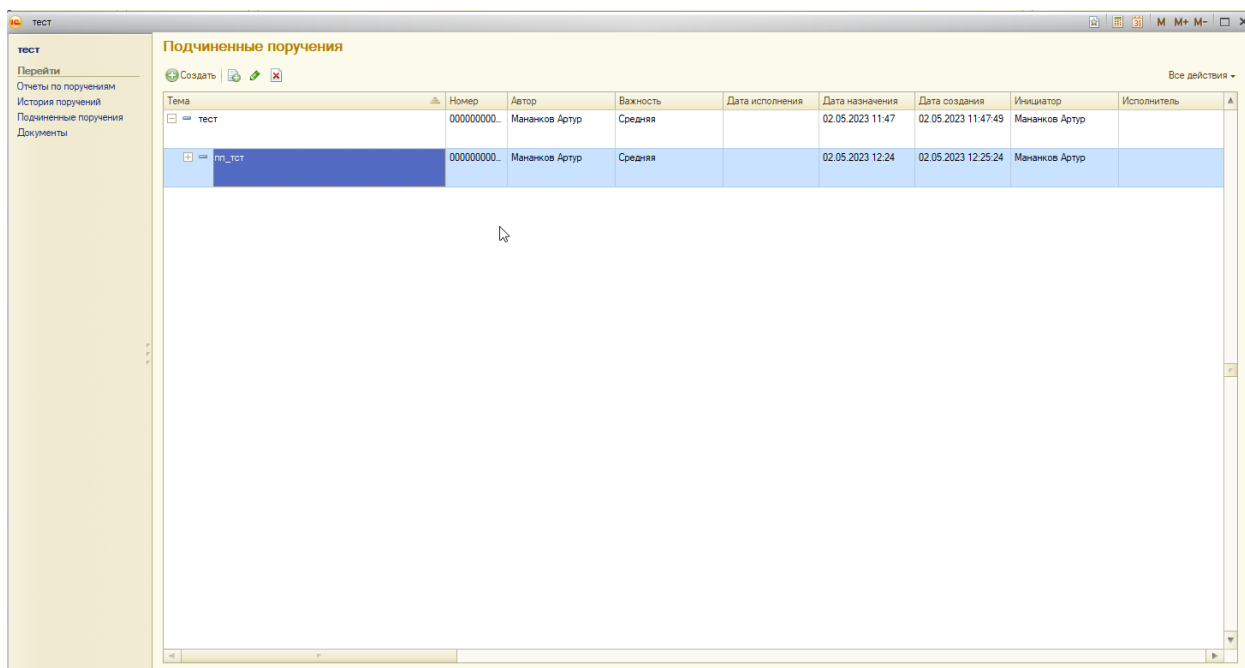 1С тест M M+ M-
тест
Перейти
Отчеты по поручениям
История поручений
Подчиненные поручения
Документы
Подчиненные поручения
Создать Все действия
Тема Номер Автор Важность Дата исполнения Дата назначения Дата создания Инициатор Исполнитель
тест 000000000... Мананков Артур Средняя 02.05.2023 11:47 02.05.2023 11:47:49 Мананков Артур
пп_тст 000000000... Мананков Артур Средняя 02.05.2023 12:24 02.05.2023 12:25:24 Мананков Артур